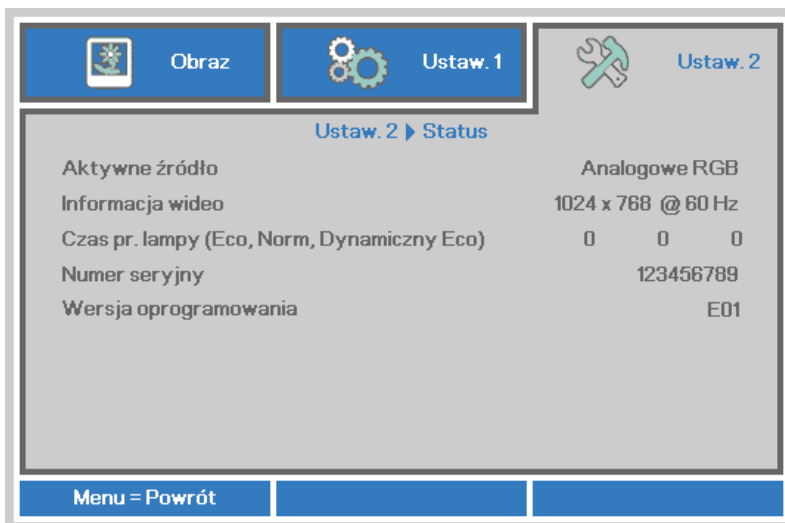 Obraz
Ustaw. 1
Ustaw. 2
Ustaw. 2 Status
Aktywne źródło Analogowe RGB
Informacja wideo 1024 x 768 @ 60 Hz
Czas pr. lampy (Eco, Norm, Dynamiczny Eco) 0 0 0
Numer seryjny 123456789
Wersja oprogramowania E01
Menu = Powrót